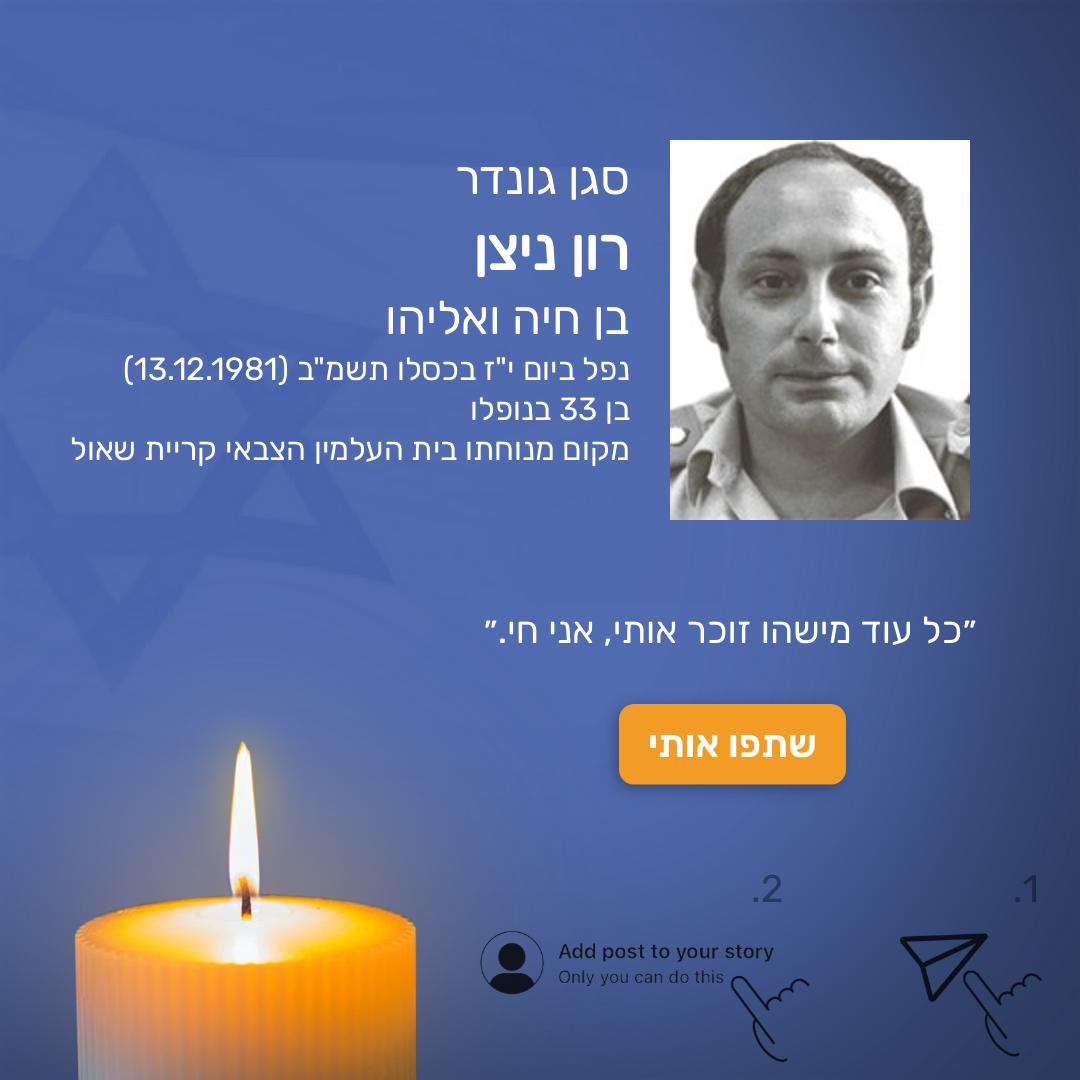 סגן גונדר
רון ניצן
בן חיה ואליהו
נפל ביום י"ז בכסלו תשמ"ב (13.12.1981)
בן 33 בנופלו
מקום מנוחתו בית העלמין הצבאי קריית שאול
״כל עוד מישהו זוכר אותי, אני חי.״
שתפו אותי
1.
2.
Add post to your story
Only you can do this